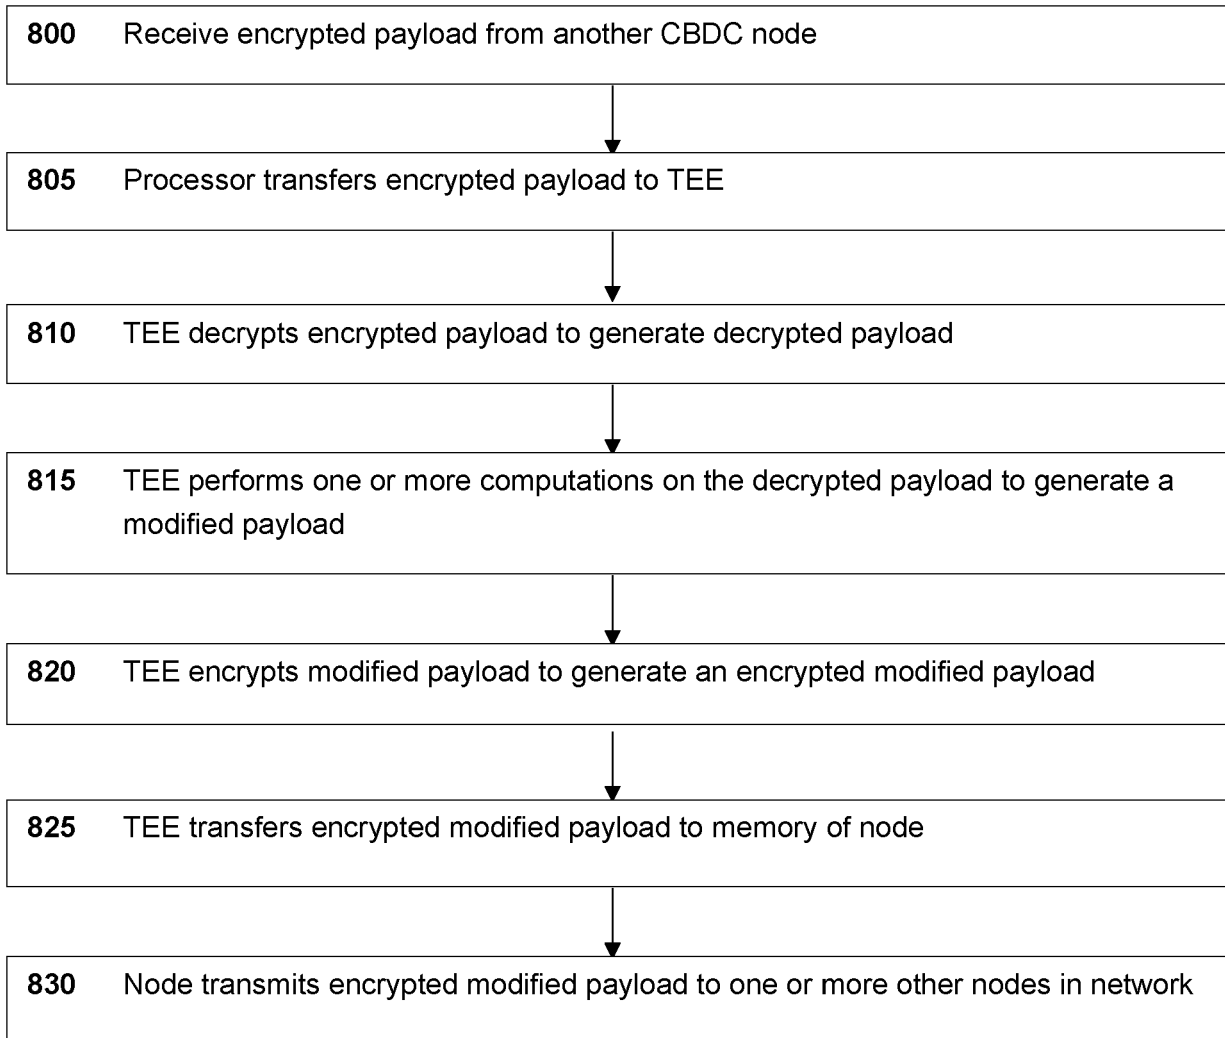 800 Receive encrypted payload from another CBDC node
805 Processor transfers encrypted payload to TEE
810 TEE decrypts encrypted payload to generate decrypted payload
815 TEE performs one or more computations on the decrypted payload to generate a
modified payload
820 TEE encrypts modified payload to generate an encrypted modified payload
825 TEE transfers encrypted modified payload to memory of node
830 Node transmits encrypted modified payload to one or more other nodes in network